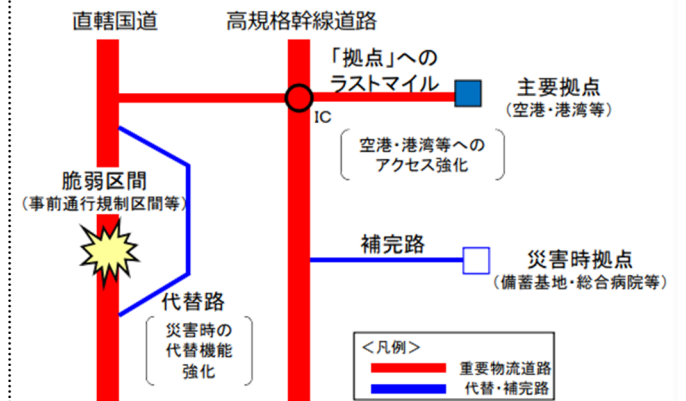 直轄国道
高規格幹線道路
「拠点」への
ラストマイル
主要拠点
(空港・港湾等)
IC
空港・港湾等への
アクセス強化
脆弱区間
(事前通行規制区間等)
補完路
災害時拠点
(備蓄基地・総合病院等)
代替路
災害時の
代替機能
強化
<凡例>
重要物流道路
代替・補完路